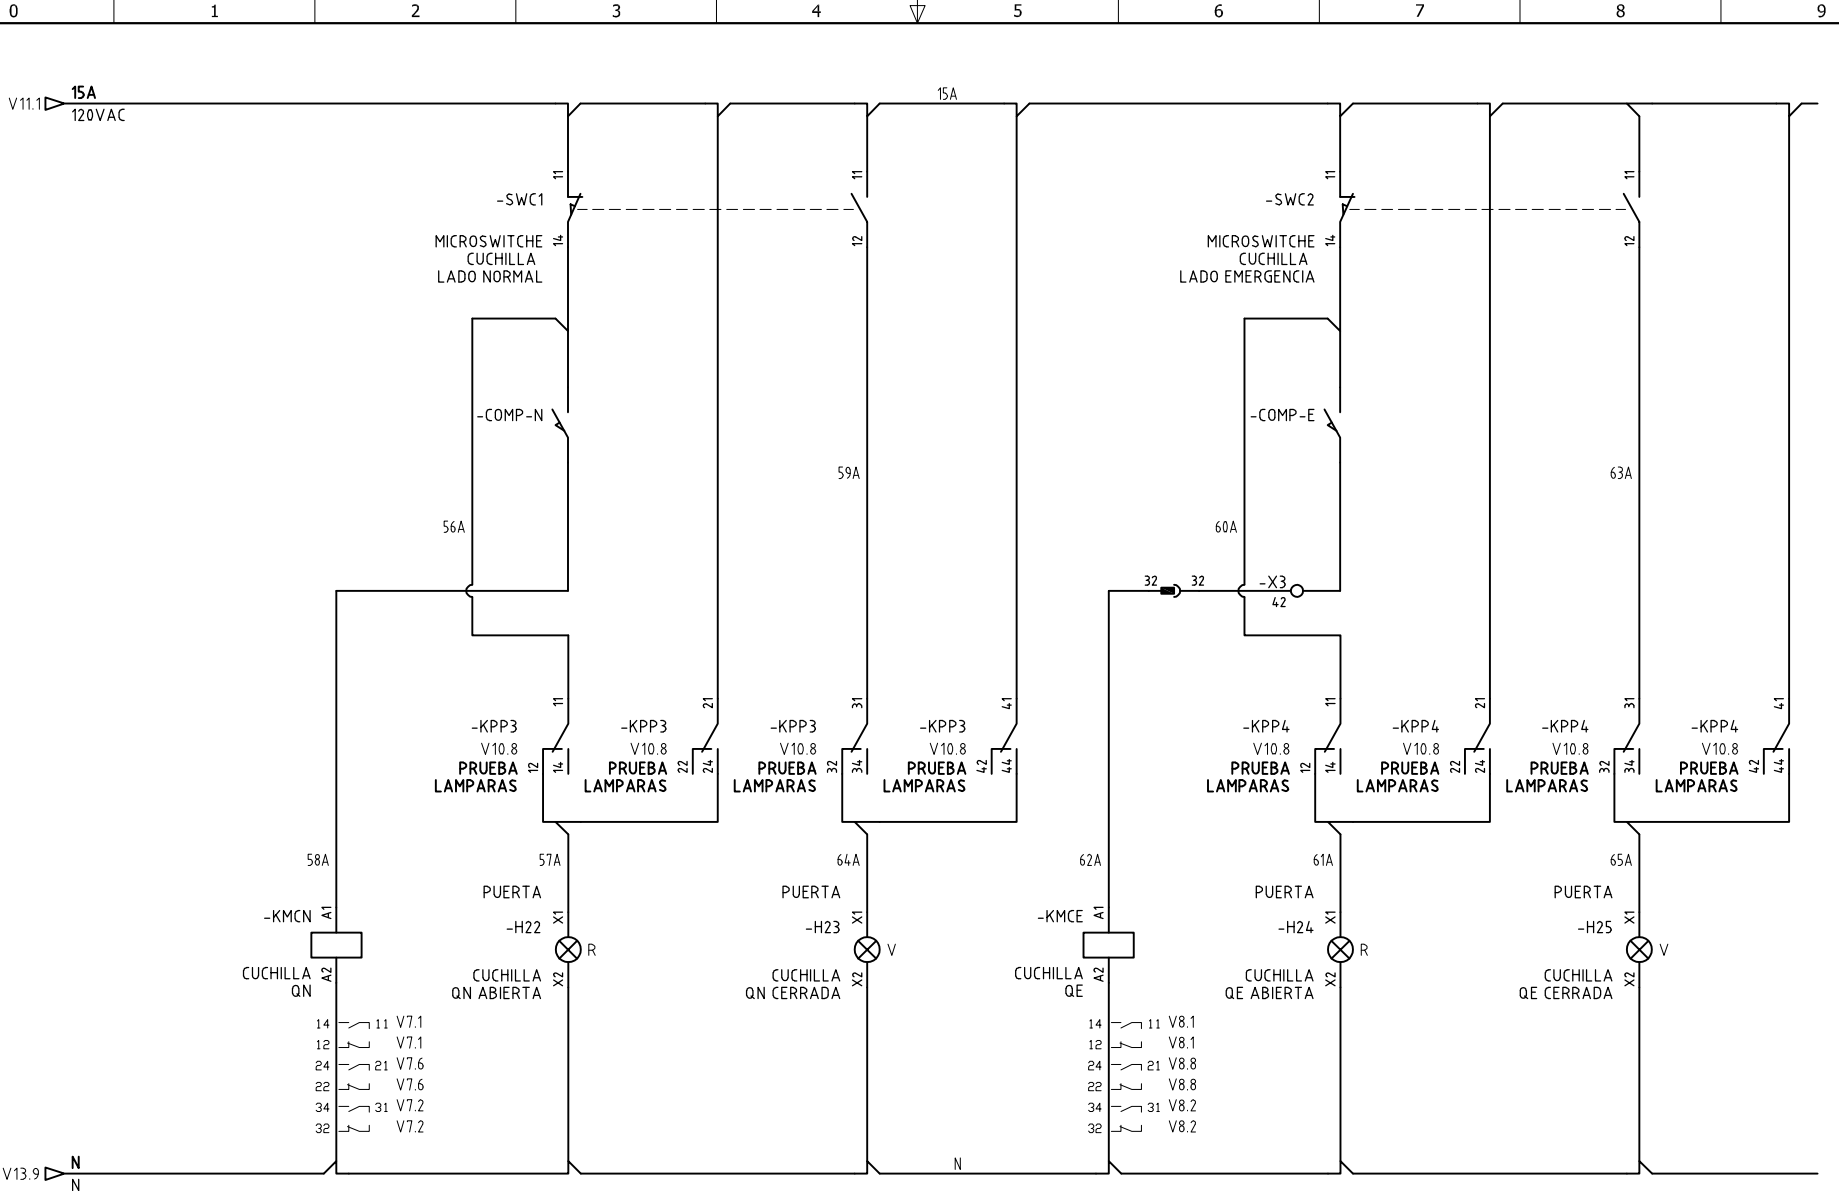 0 1 2 3 4 5 6 7 8 9
V11.1
15A
120VAC
15A
11
-SWC1
14
MICROSWITCHE
CUCHILLA
LADO NORMAL
11
12
11
-SWC2
14
MICROSWITCHE
CUCHILLA
LADO EMERGENCIA
11
12
-COMP-N
-COMP-E
59A
63A
56A
60A
32
32
-X3
42
11
-KPP3
V10.8
PRUEBA
LAMPARAS
12
14
21
-KPP3
V10.8
PRUEBA
LAMPARAS
22
24
31
-KPP3
V10.8
PRUEBA
LAMPARAS
32
34
41
-KPP3
V10.8
PRUEBA
LAMPARAS
42
44
11
-KPP4
V10.8
PRUEBA
LAMPARAS
12
14
21
-KPP4
V10.8
PRUEBA
LAMPARAS
22
24
31
-KPP4
V10.8
PRUEBA
LAMPARAS
32
34
41
-KPP4
V10.8
PRUEBA
LAMPARAS
42
44
58A
-KMCN
A1
CUCHILLA
QN
A2
14 11 V7.1
12 V7.1
24 21 V7.6
22 V7.6
34 31 V7.2
32 V7.2
57A
PUERTA
-H22
X1
R
CUCHILLA
QN ABIERTA
X2
64A
PUERTA
-H23
X1
V
CUCHILLA
QN CERRADA
X2
62A
-KMCE
A1
CUCHILLA
QE
A2
14 11 V8.1
12 V8.1
24 21 V8.8
22 V8.8
34 31 V8.2
32 V8.2
61A
PUERTA
-H24
X1
R
CUCHILLA
QE ABIERTA
X2
65A
PUERTA
-H25
X1
V
CUCHILLA
QE CERRADA
X2
V13.9
N
N
N